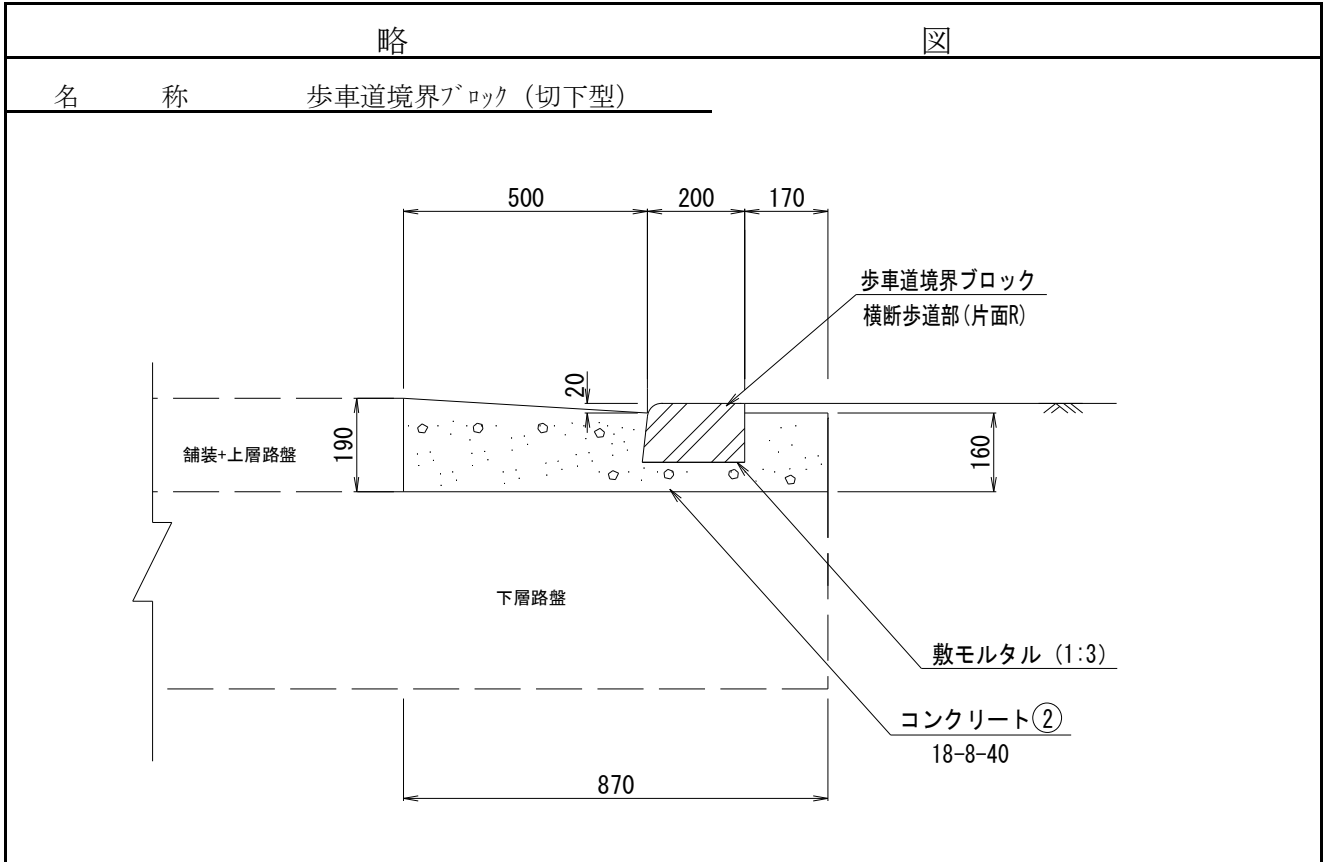 略 図
名 称 歩車道境界ﾌﾞﾛｯｸ (切下型)
500 200 170
歩車道境界ブロック
横断歩道部(片面R)
20
舗装+上層路盤
190
160
下層路盤
敷モルタル (1:3)
コンクリート②
18-8-40
870